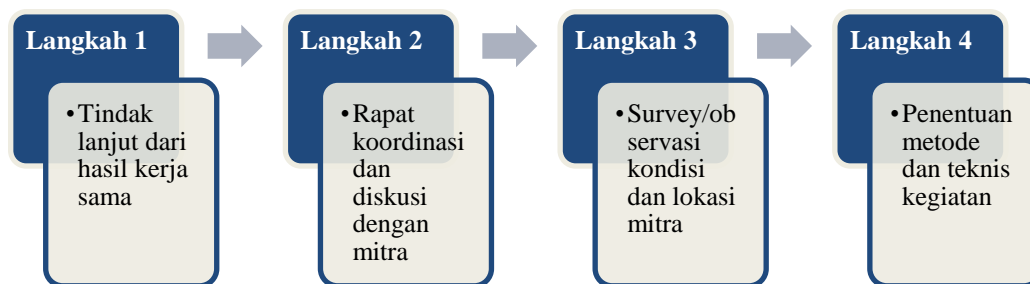 Langkah 1
•Tindak
lanjut dari
hasil kerja
sama
Langkah 2
•Rapat
koordinasi
dan
diskusi
dengan
mitra
Langkah 3
•Survey/ob
servasi
kondisi
dan lokasi
mitra
Langkah 4
•Penentuan
metode
dan teknis
kegiatan